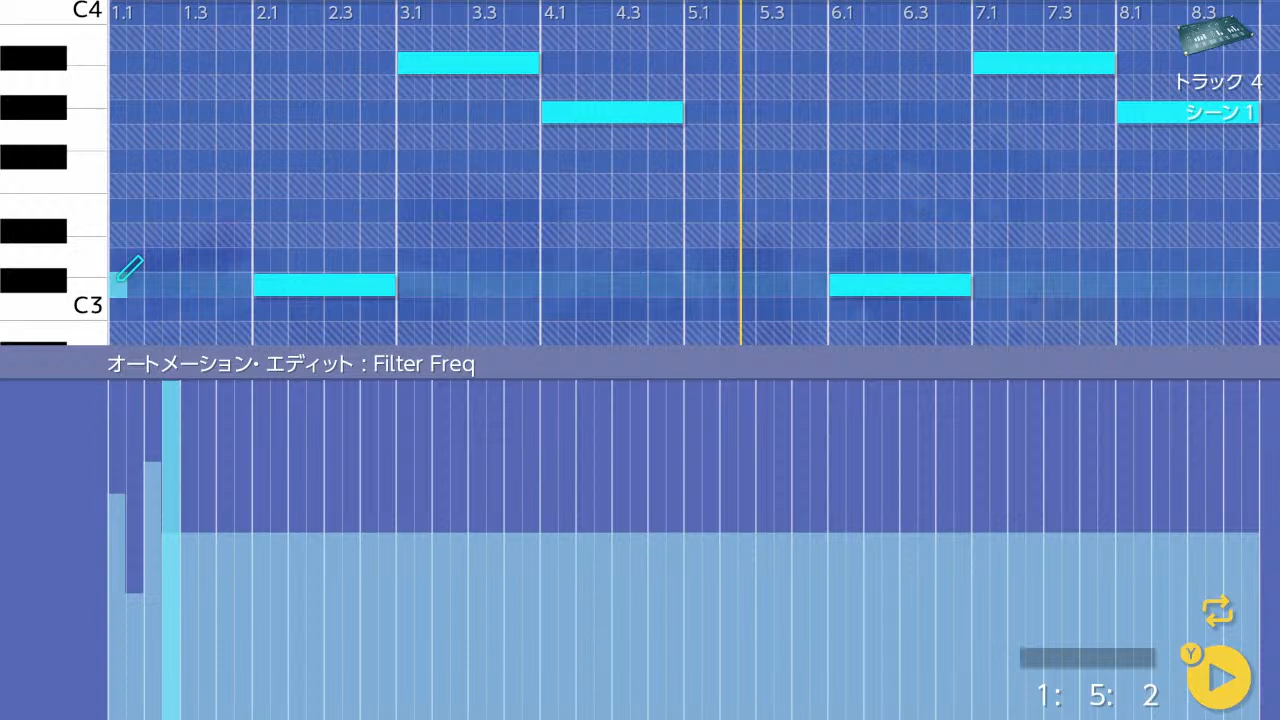 C4
1.1 1.3 2.1 2.3 3.1 3.3 4.1 4.3 5.1 5.3 6.1 6.3 7.1 7.3 8.1 8.3
トラック 4
シーン 1
C3
オートメーション・エディット : Filter Freq
Y
1: 5: 2